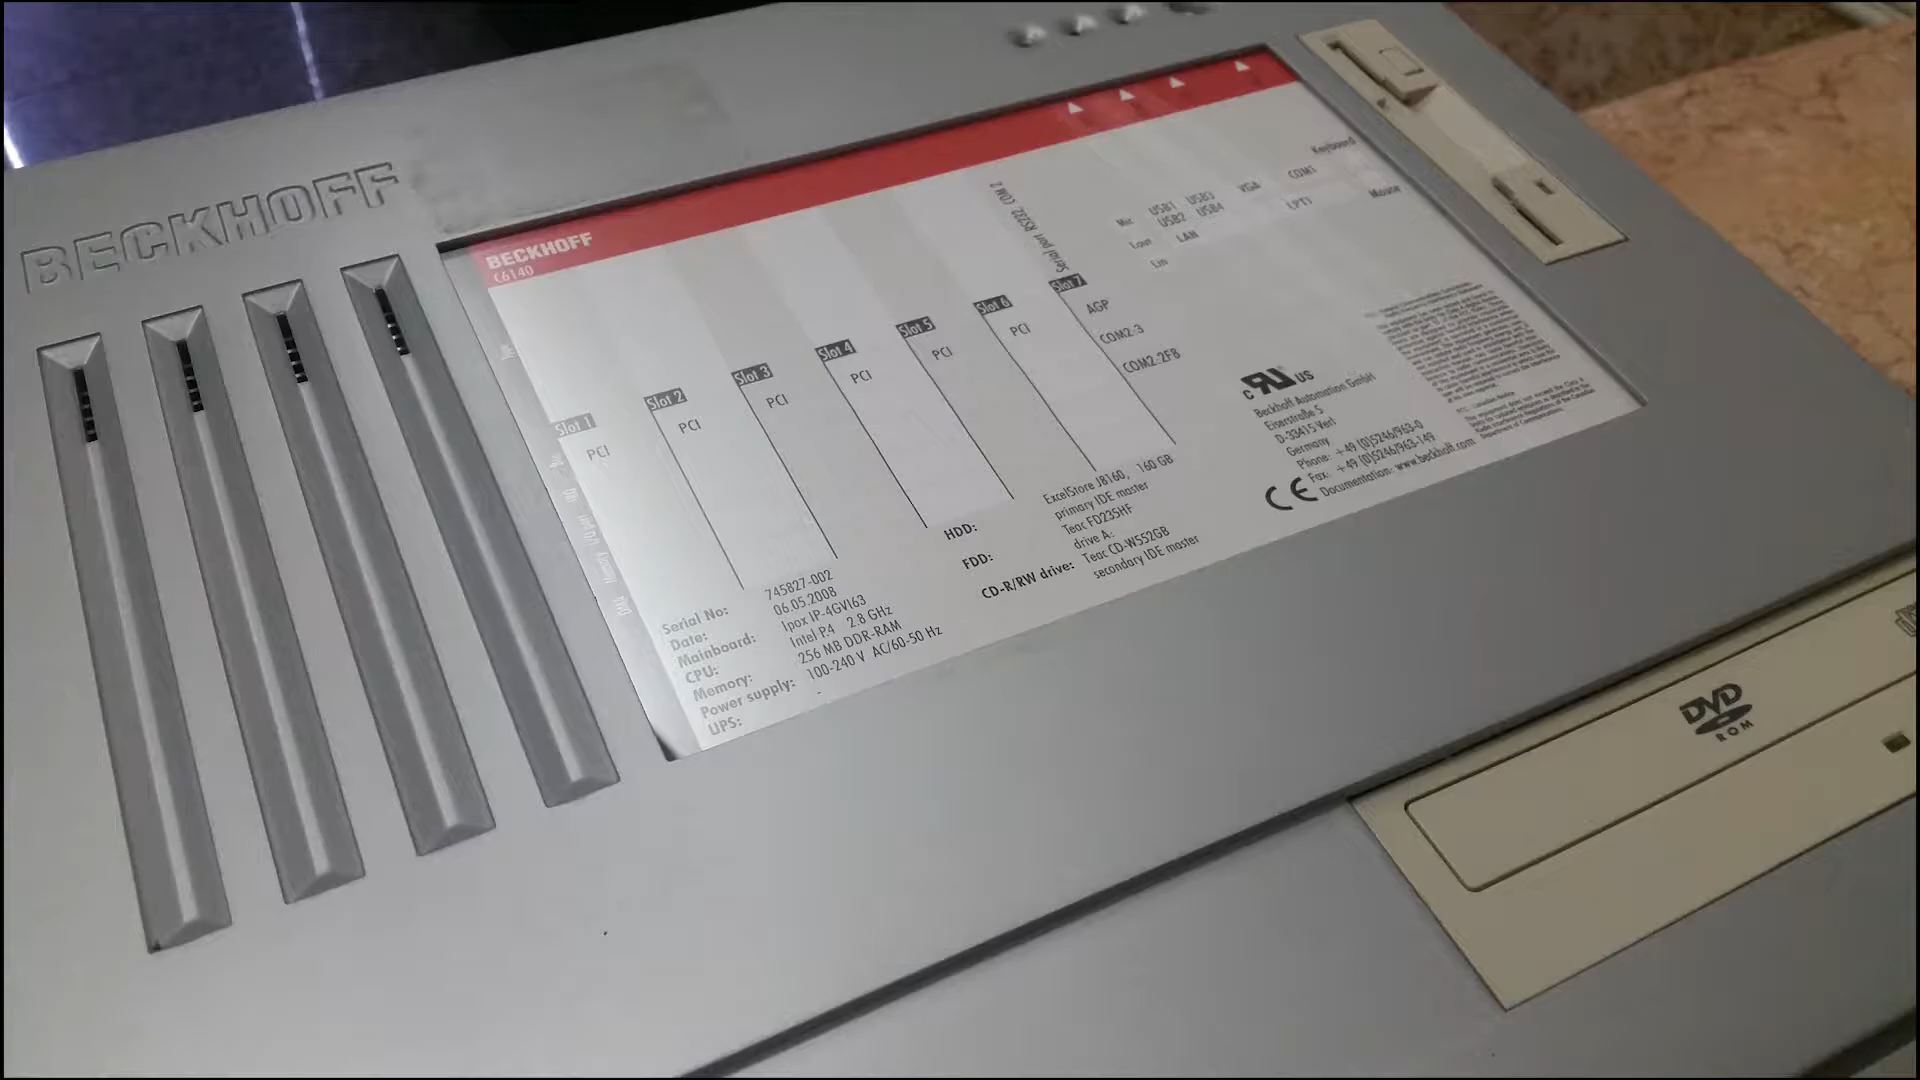 BECKHOFF
BECKHOFF
C6140
Slot 1
PCI
Slot 2
PCI
Slot 3
PCI
Slot 4
PCI
Slot 5
PCI
Slot 6
PCI
Serial port RS232, COM 2
Slot 7
AGP
COM2:3
COM2:2F8
Mic
USB1 USB3
USB2 USB4
VGA
COM1
Keyboard
LPT1
Mouse
LAN
Lin
Serial No: 745827-002
Date: 06.05.2008
Mainboard: Ipox IP-4GVI63
CPU: Intel P4 2.8 GHz
Memory: 256 MB DDR-RAM
Power supply: 100-240 V AC/60-50 Hz
UPS: -
HDD: ExcelStore J8160, 160 GB
primary IDE master
FDD: Teac FD235HF
drive A:
CD-R/RW drive: Teac CD-W552GB
secondary IDE master
c RU US
Beckhoff Automation GmbH
Eiserstraße 5
D-33415 Verl
Germany
Phone: +49 (0)5246/963-0
Fax: +49 (0)5246/963-149
Documentation: www.beckhoff.com
CE
DVD
ROM